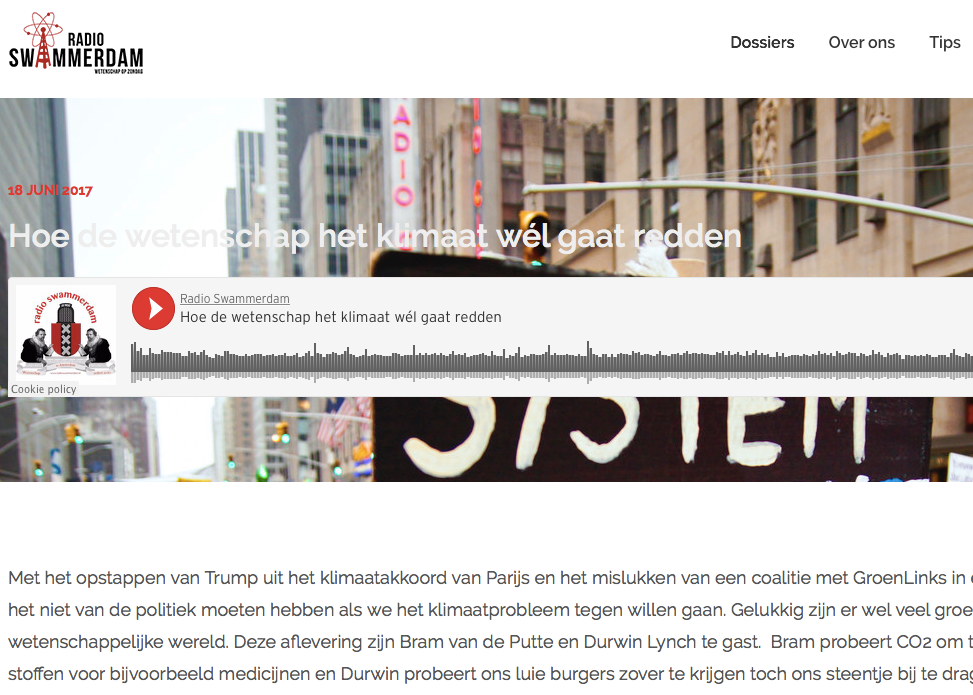 RADIO
SWAMMERDAM
WETENSCHAP OP ZONDAG
Dossiers Over ons Tips
RADIO
18 JUNI 2017
Hoe de wetenschap het klimaat wél gaat redden
radio swammerdam
Radio Swammerdam
Hoe de wetenschap het klimaat wél gaat redden
Cookie policy
SYSTEM
Met het opstappen van Trump uit het klimaatakkoord van Parijs en het mislukken van een coalitie met GroenLinks in
het niet van de politiek moeten hebben als we het klimaatprobleem tegen willen gaan. Gelukkig zijn er wel veel groe
wetenschappelijke wereld. Deze aflevering zijn Bram van de Putte en Durwin Lynch te gast. Bram probeert CO2 om t
stoffen voor bijvoorbeeld medicijnen en Durwin probeert ons luie burgers zover te krijgen toch ons steentje bij te drag